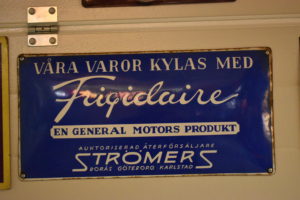 VÅRA VAROR KYLAS MED
Frigidaire
EN GENERAL MOTORS PRODUKT
AUKTORISERAD ÅTERFÖRSÄLJARE
STRÖMERS
BORÅS GÖTEBORG KARLSTAD